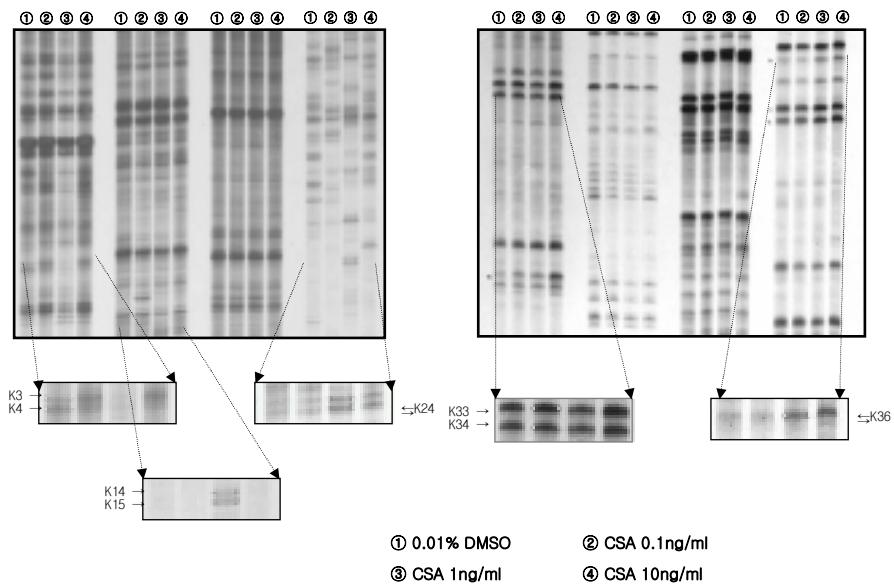 ① ② ③ ④ ① ② ③ ④ ① ② ③ ④ ① ② ③ ④ ① ② ③ ④ ① ② ③ ④ ① ② ③ ④ ① ② ③ ④
K3
K4
K24
K33
K34
K36
K14
K15
① 0.01% DMSO ② CSA 0.1ng/ml
③ CSA 1ng/ml ④ CSA 10ng/ml